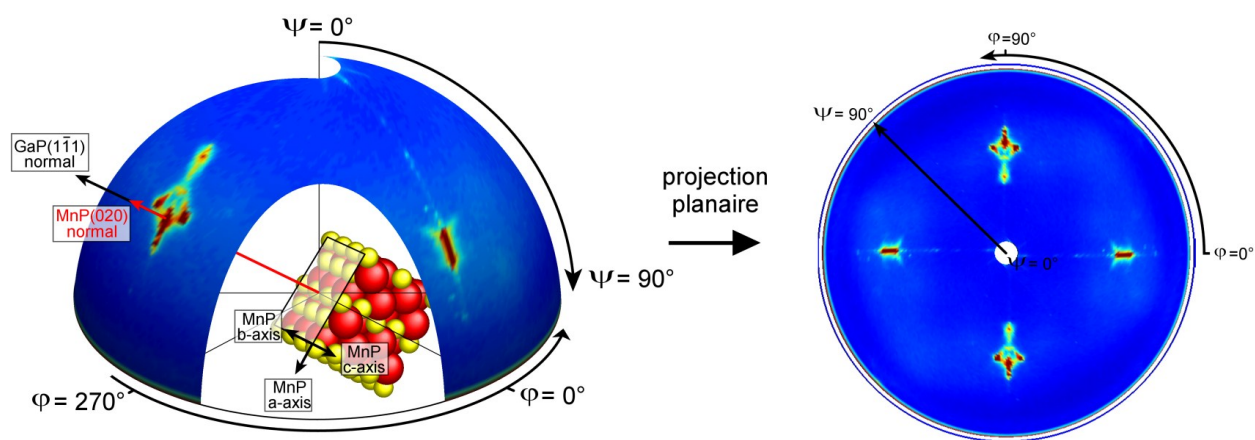 Ψ= 0°
GaP(11̄1)
normal
MnP(020)
normal
MnP
b-axis
MnP
c-axis
MnP
a-axis
φ= 270°
φ= 0°
Ψ= 90°
projection
planaire
φ=90°
Ψ= 90°
Ψ=0°
φ=0°